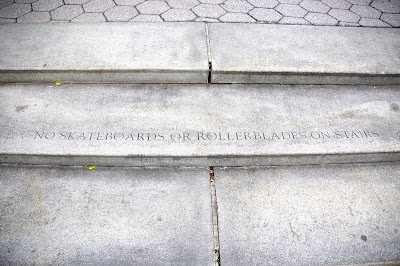 NO SKATEBOARDS OR ROLLERBLADES ON STAIRS